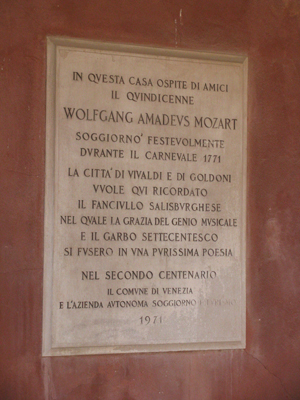 IN QVESTA CASA OSPITE DI AMICI
IL QVINDICENNE
WOLFGANG AMADEVS MOZART
SOGGIORNO' FESTEVOLMENTE
DVRANTE IL CARNEVALE 1771
LA CITTA' DI VIVALDI E DI GOLDONI
VVOLE QVI RICORDATO
IL FANCIVLLO SALISBVRGHESE
NEL QVALE LA GRAZIA DEL GENIO MVSICALE
E IL GARBO SETTECENTESCO
SI FVSERO IN VNA PVRISSIMA POESIA
NEL SECONDO CENTENARIO
IL COMVNE DI VENEZIA
E L'AZIENDA AVTONOMA SOGGIORNO
1971